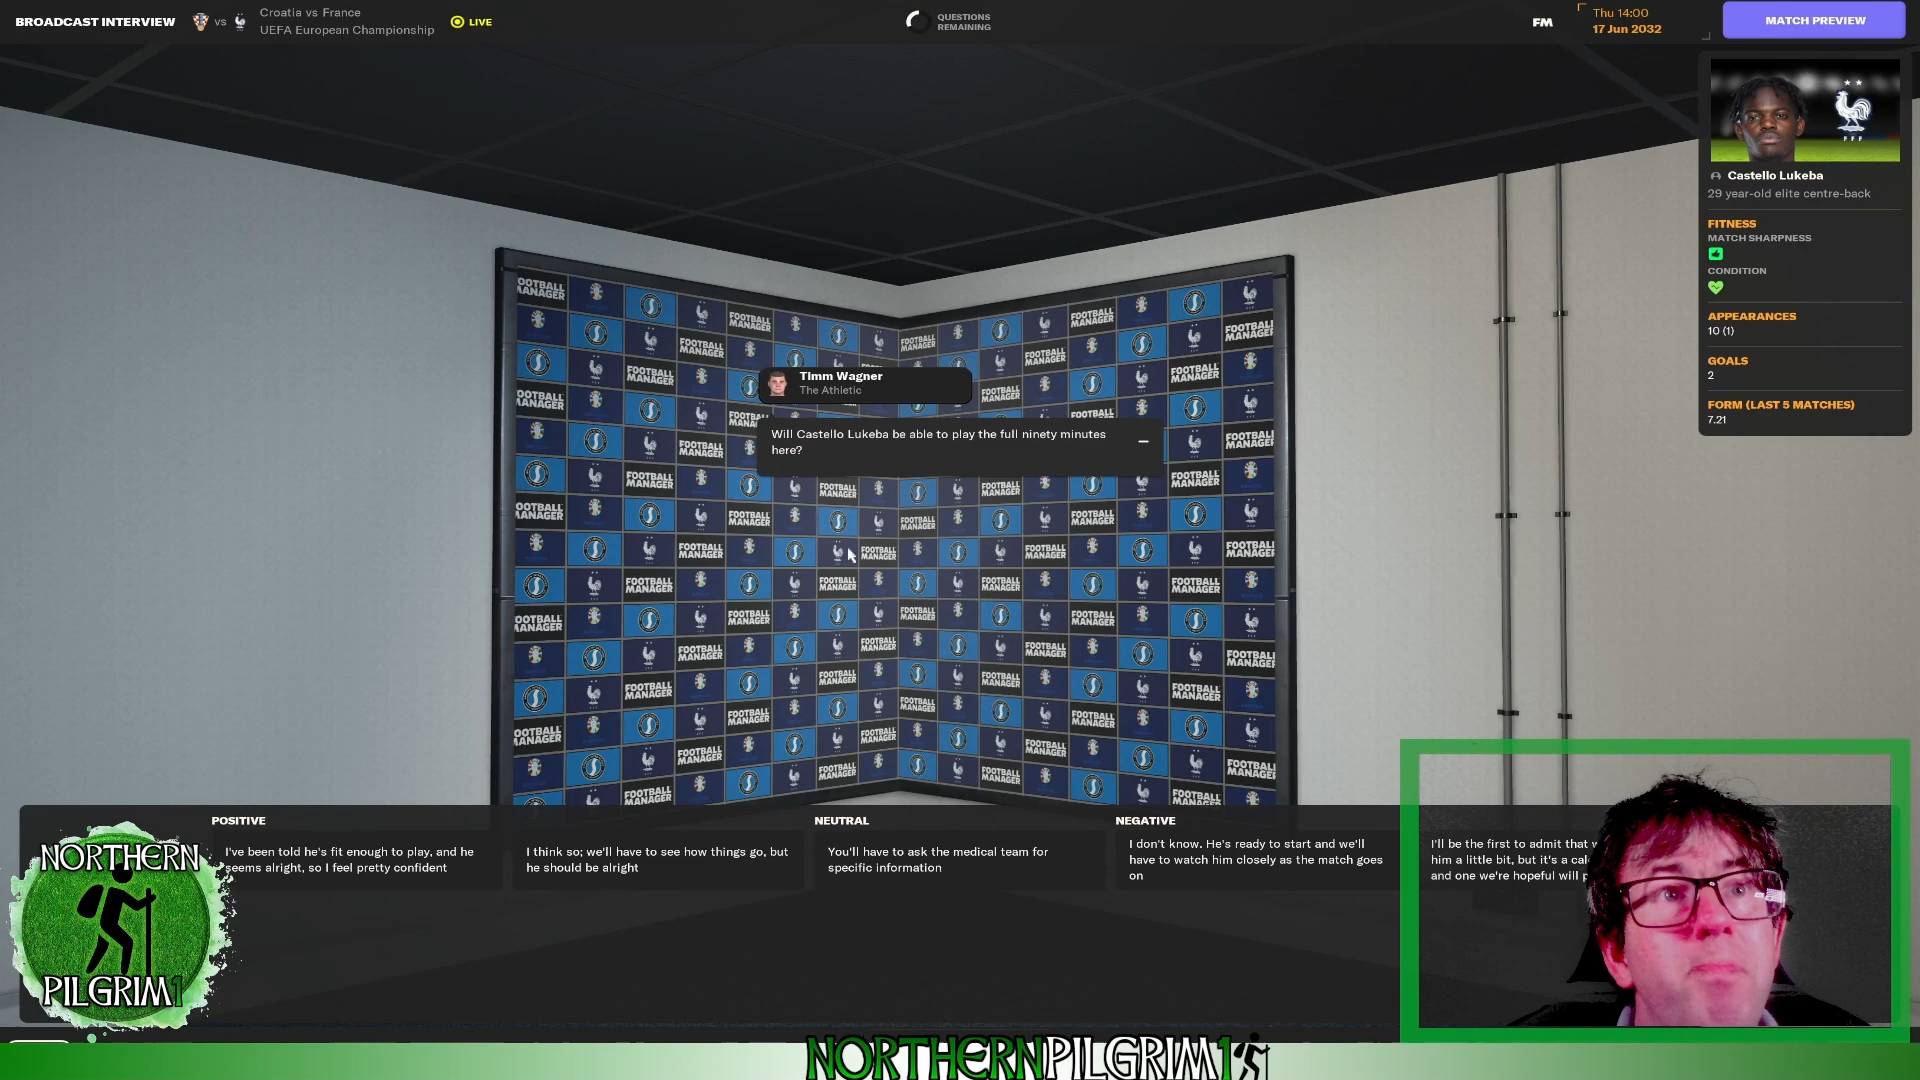 BROADCAST INTERVIEW
VS
Croatia vs France
UEFA European Championship
LIVE
QUESTIONS
REMAINING
FM
Thu 14:00
17 Jun 2032
MATCH PREVIEW
Castello Lukeba
29 year-old elite centre-back
FITNESS
MATCH SHARPNESS
CONDITION
APPEARANCES
10 (1)
GOALS
2
FORM (LAST 5 MATCHES)
7.21
FOOTBALL
MANAGER
Timm Wagner
The Athletic
Will Castello Lukeba be able to play the full ninety minutes
here?
POSITIVE
I've been told he's fit enough to play, and he
seems alright, so I feel pretty confident
I think so; we'll have to see how things go, but
he should be alright
NEUTRAL
You'll have to ask the medical team for
specific information
NEGATIVE
I don't know. He's ready to start and we'll
have to watch him closely as the match goes
on
I'll be the first to admit that
him a little bit, but it's a
and one we're hopeful will
NORTHERN
PILGRIM1
NORTHERNPILGRIM1